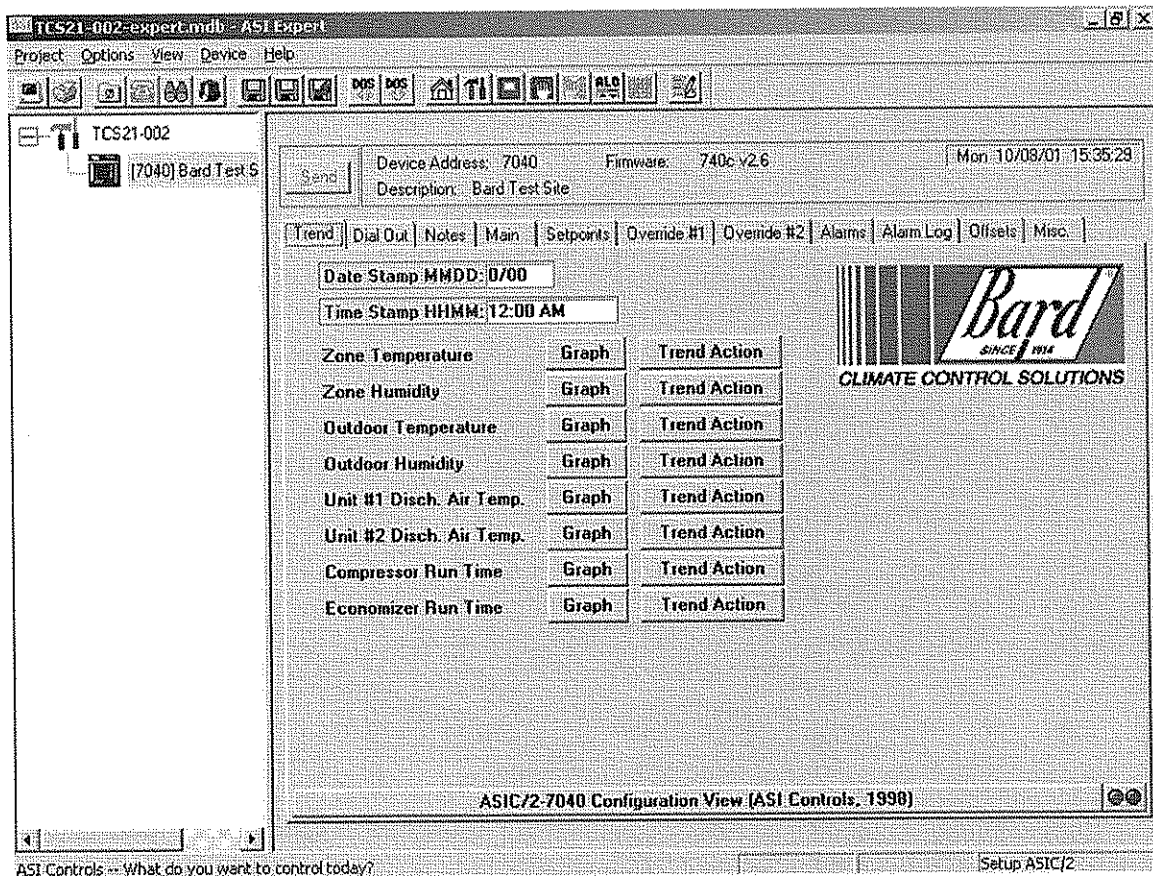 TCS21-002-expert.mdb - ASI Expert
Project Options View Device Help
DOS DOS
TCS21-002
[7040] Bard Test S
Send
Device Address: 7040 Firmware: 740c v2.6
Mon 10/08/01 15:35:29
Description: Bard Test Site
Trend Dial Out Notes Main Setpoints Override #1 Override #2 Alarms Alarm Log Offsets Misc.
Date Stamp MMDD: 0/00
Time Stamp HHMM: 12:00 AM
Bard
SINCE 1914
CLIMATE CONTROL SOLUTIONS
Zone Temperature Graph Trend Action
Zone Humidity Graph Trend Action
Outdoor Temperature Graph Trend Action
Outdoor Humidity Graph Trend Action
Unit #1 Disch. Air Temp. Graph Trend Action
Unit #2 Disch. Air Temp. Graph Trend Action
Compressor Run Time Graph Trend Action
Economizer Run Time Graph Trend Action
ASIC/2-7040 Configuration View (ASI Controls, 1998)
ASI Controls -- What do you want to control today?
Setup ASIC/2